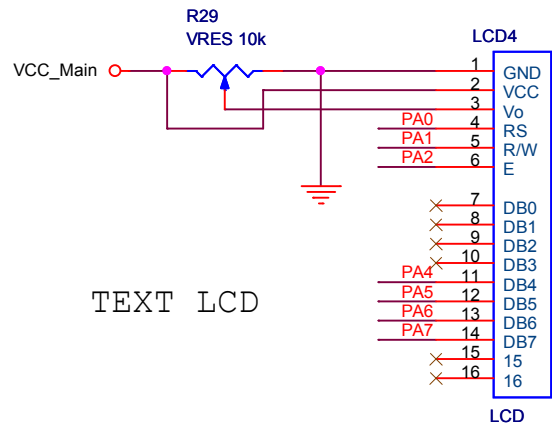 R29
VRES 10k
LCD4
VCC_Main
1 GND
2 VCC
3 Vo
PA0 4 RS
PA1 5 R/W
PA2 6 E
7 DB0
8 DB1
9 DB2
10 DB3
PA4 11 DB4
PA5 12 DB5
PA6 13 DB6
PA7 14 DB7
15 15
16 16
TEXT LCD
LCD